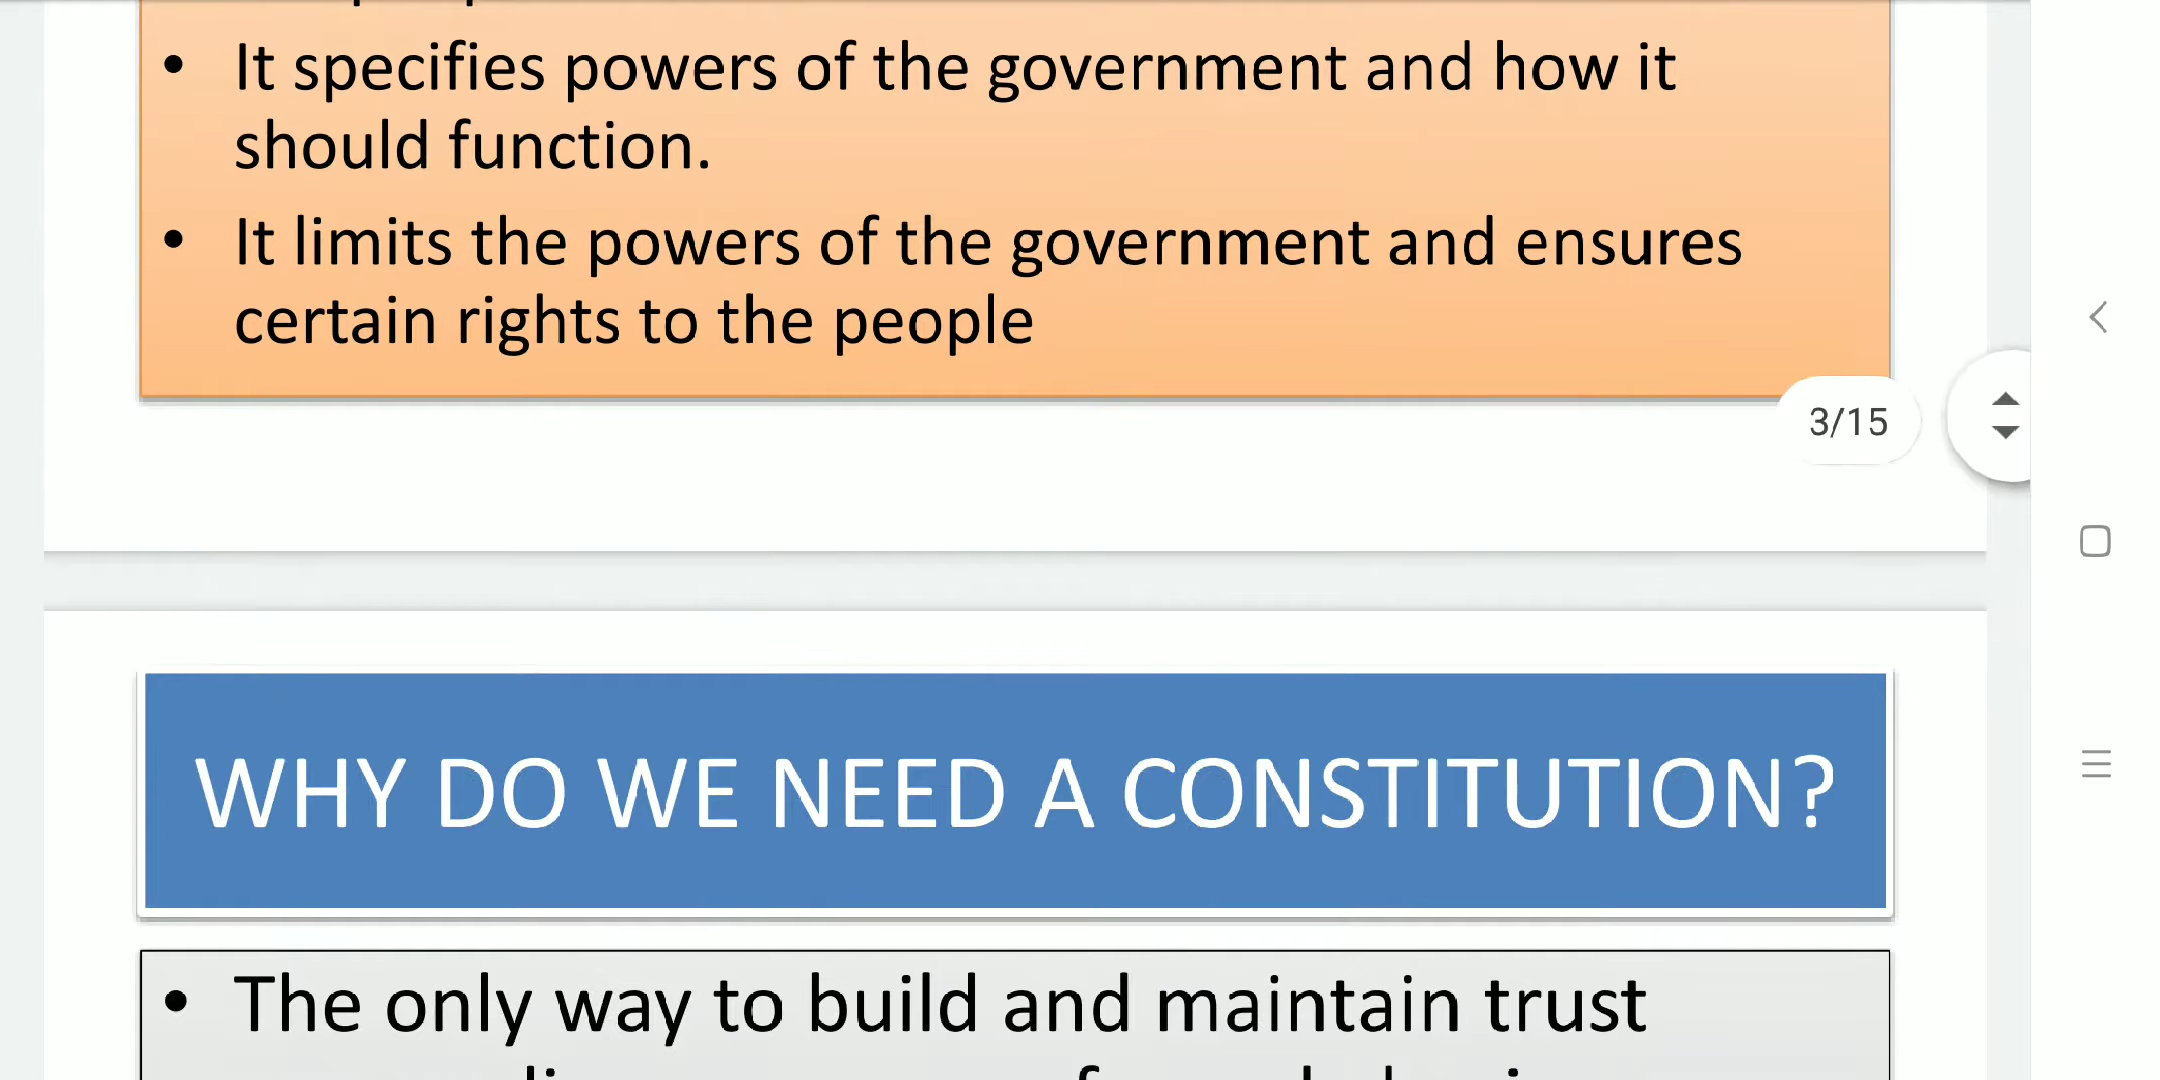 • It specifies powers of the government and how it
should function.
• It limits the powers of the government and ensures
certain rights to the people
3/15
WHY DO WE NEED A CONSTITUTION?
• The only way to build and maintain trust